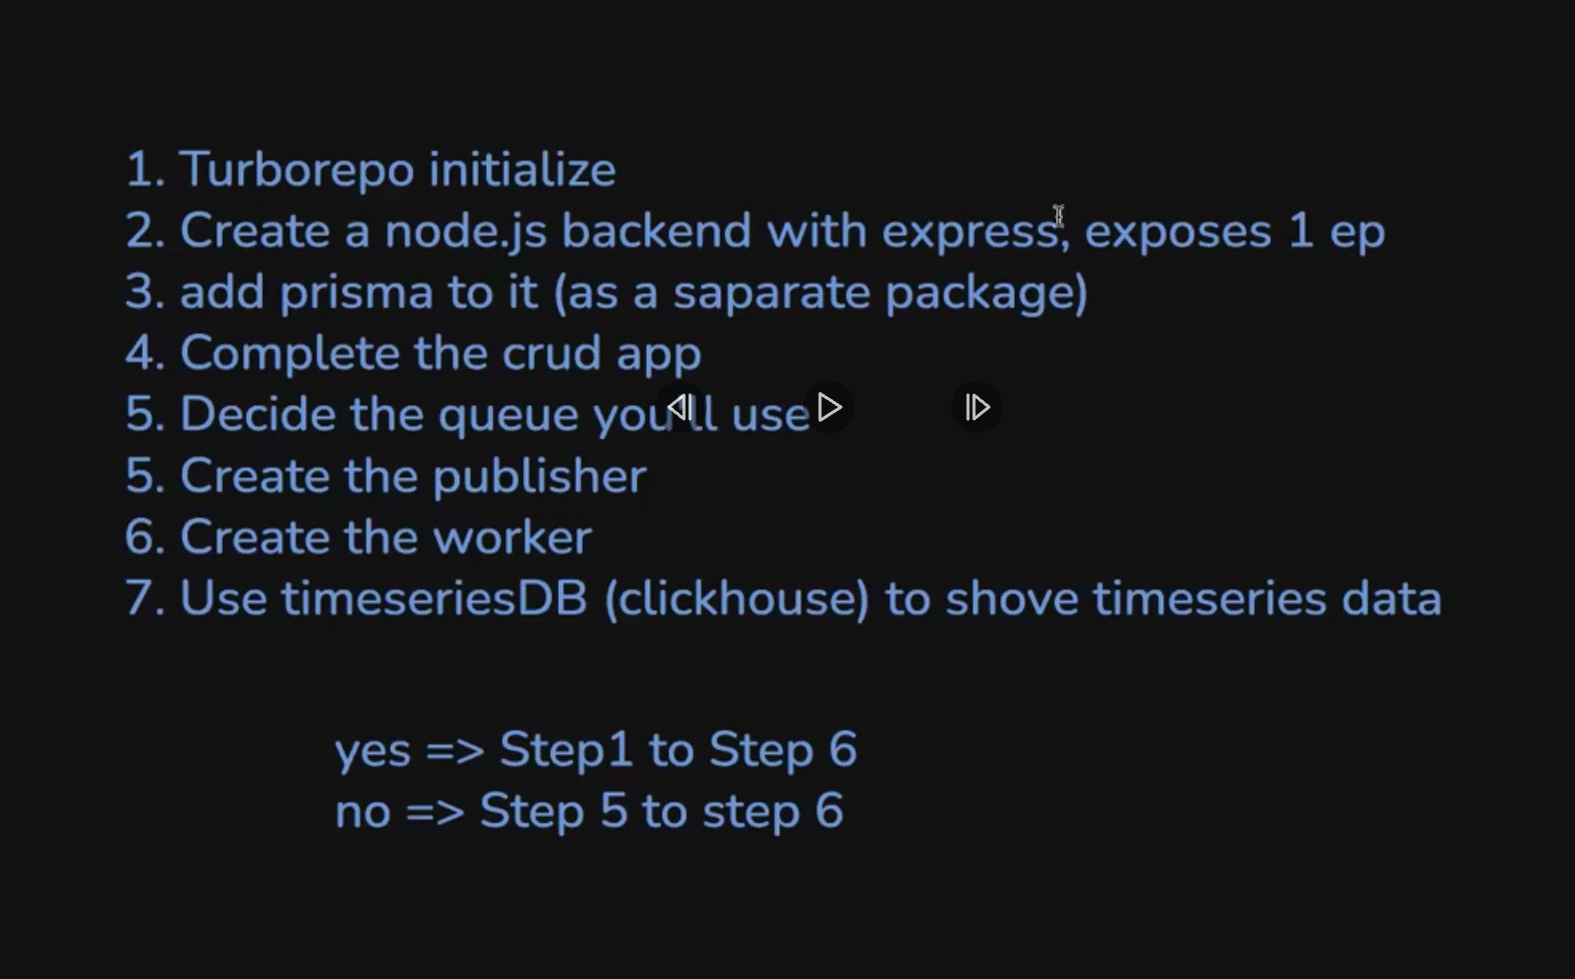 1. Turborepo initialize
2. Create a node.js backend with express, exposes 1 ep
3. add prisma to it (as a saparate package)
4. Complete the crud app
5. Decide the queue you'll use
5. Create the publisher
6. Create the worker
7. Use timeseriesDB (clickhouse) to shove timeseries data
yes => Step1 to Step 6
no => Step 5 to step 6